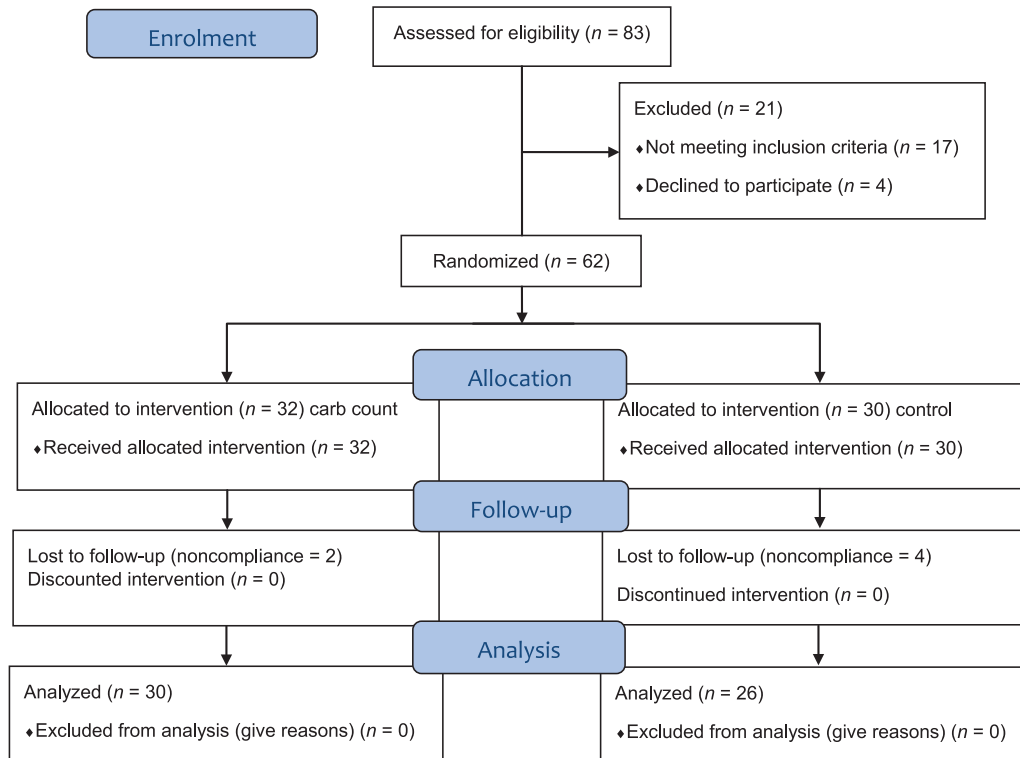 Enrolment
Assessed for eligibility (n = 83)
Excluded (n = 21)
♦Not meeting inclusion criteria (n = 17)
♦Declined to participate (n = 4)
Randomized (n = 62)
Allocation
Allocated to intervention (n = 32) carb count
♦Received allocated intervention (n = 32)
Allocated to intervention (n = 30) control
♦Received allocated intervention (n = 30)
Follow-up
Lost to follow-up (noncompliance = 2)
Discounted intervention (n = 0)
Lost to follow-up (noncompliance = 4)
Discontinued intervention (n = 0)
Analysis
Analyzed (n = 30)
♦Excluded from analysis (give reasons) (n = 0)
Analyzed (n = 26)
♦Excluded from analysis (give reasons) (n = 0)